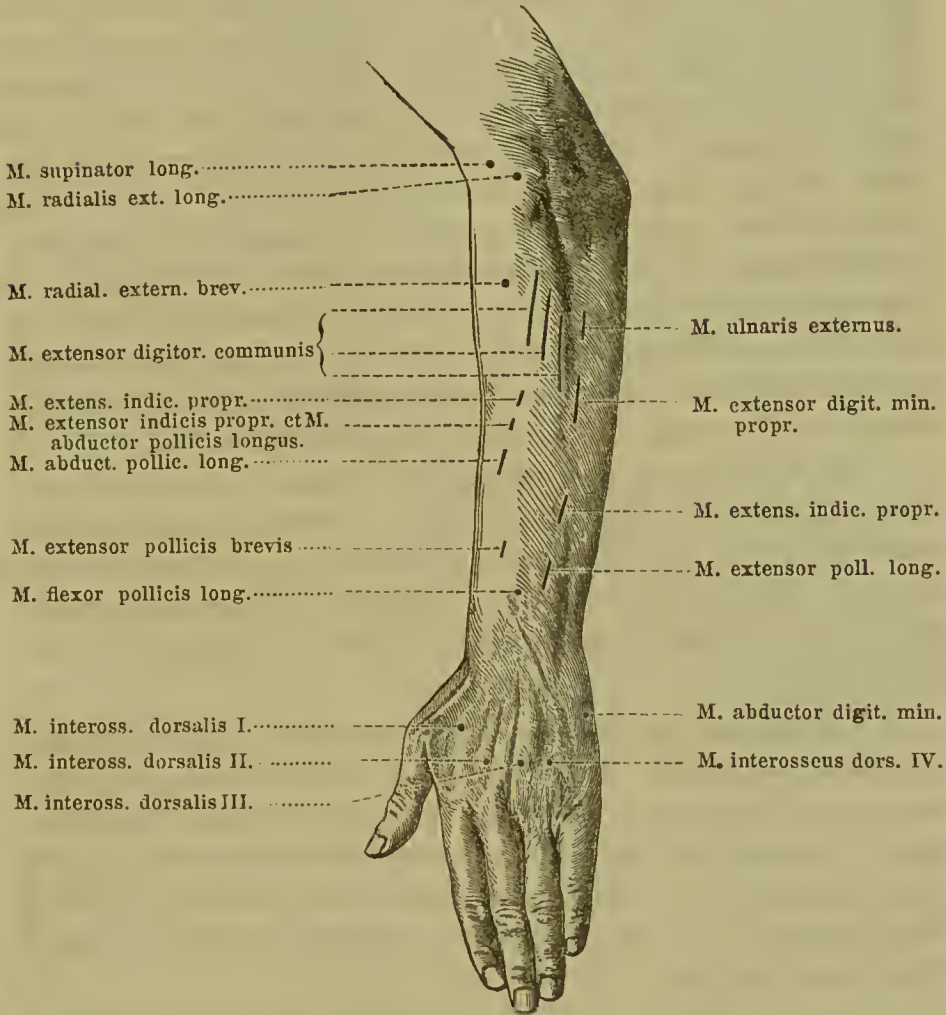 M. supinator long.
M. radialis ext. long.
M. radial. extern. brev.
M. extensor digitor. communis
M. extens. indic. propr.
M. extensor indicis propr. ct M.
abductor pollicis longus.
M. abduct. pollic. long.
M. extensor pollicis brevis
M. flexor pollicis long.
M. inteross. dorsalis I.
M. inteross. dorsalis II.
M. inteross. dorsalis III.
M. ulnaris externus.
M. extensor digit. min.
propr.
M. extens. indic. propr.
M. extensor poll. long.
M. abductor digit. min.
M. interosseus dors. IV.